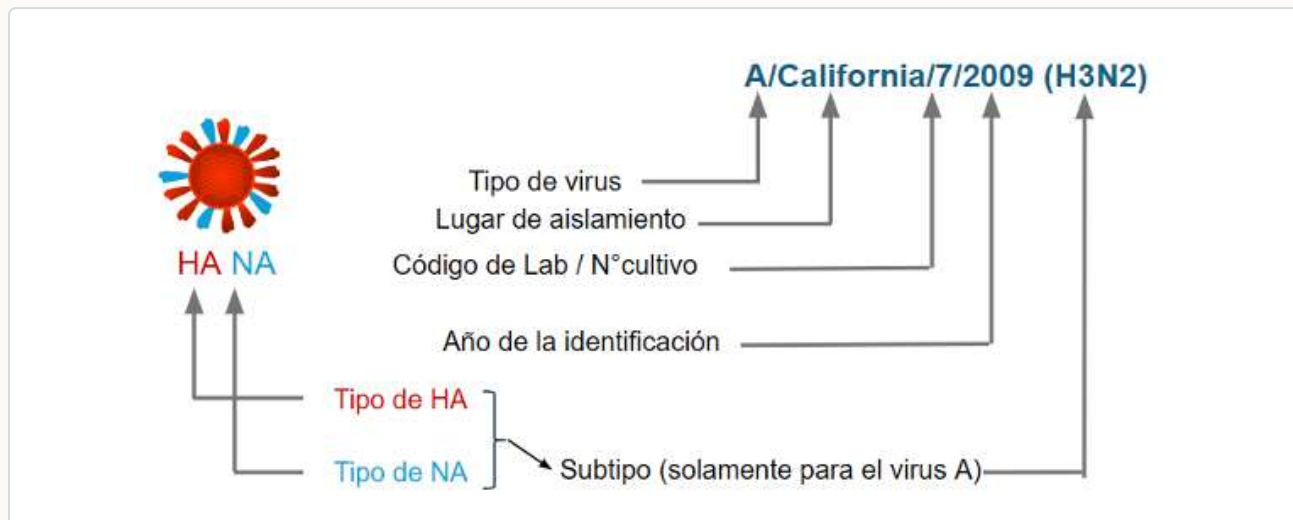 A/California/7/2009 (H3N2)
Tipo de virus
Lugar de aislamiento
HA NA
Código de Lab / N°cultivo
Año de la identificación
Tipo de HA
Tipo de NA
Subtipo (solamente para el virus A)